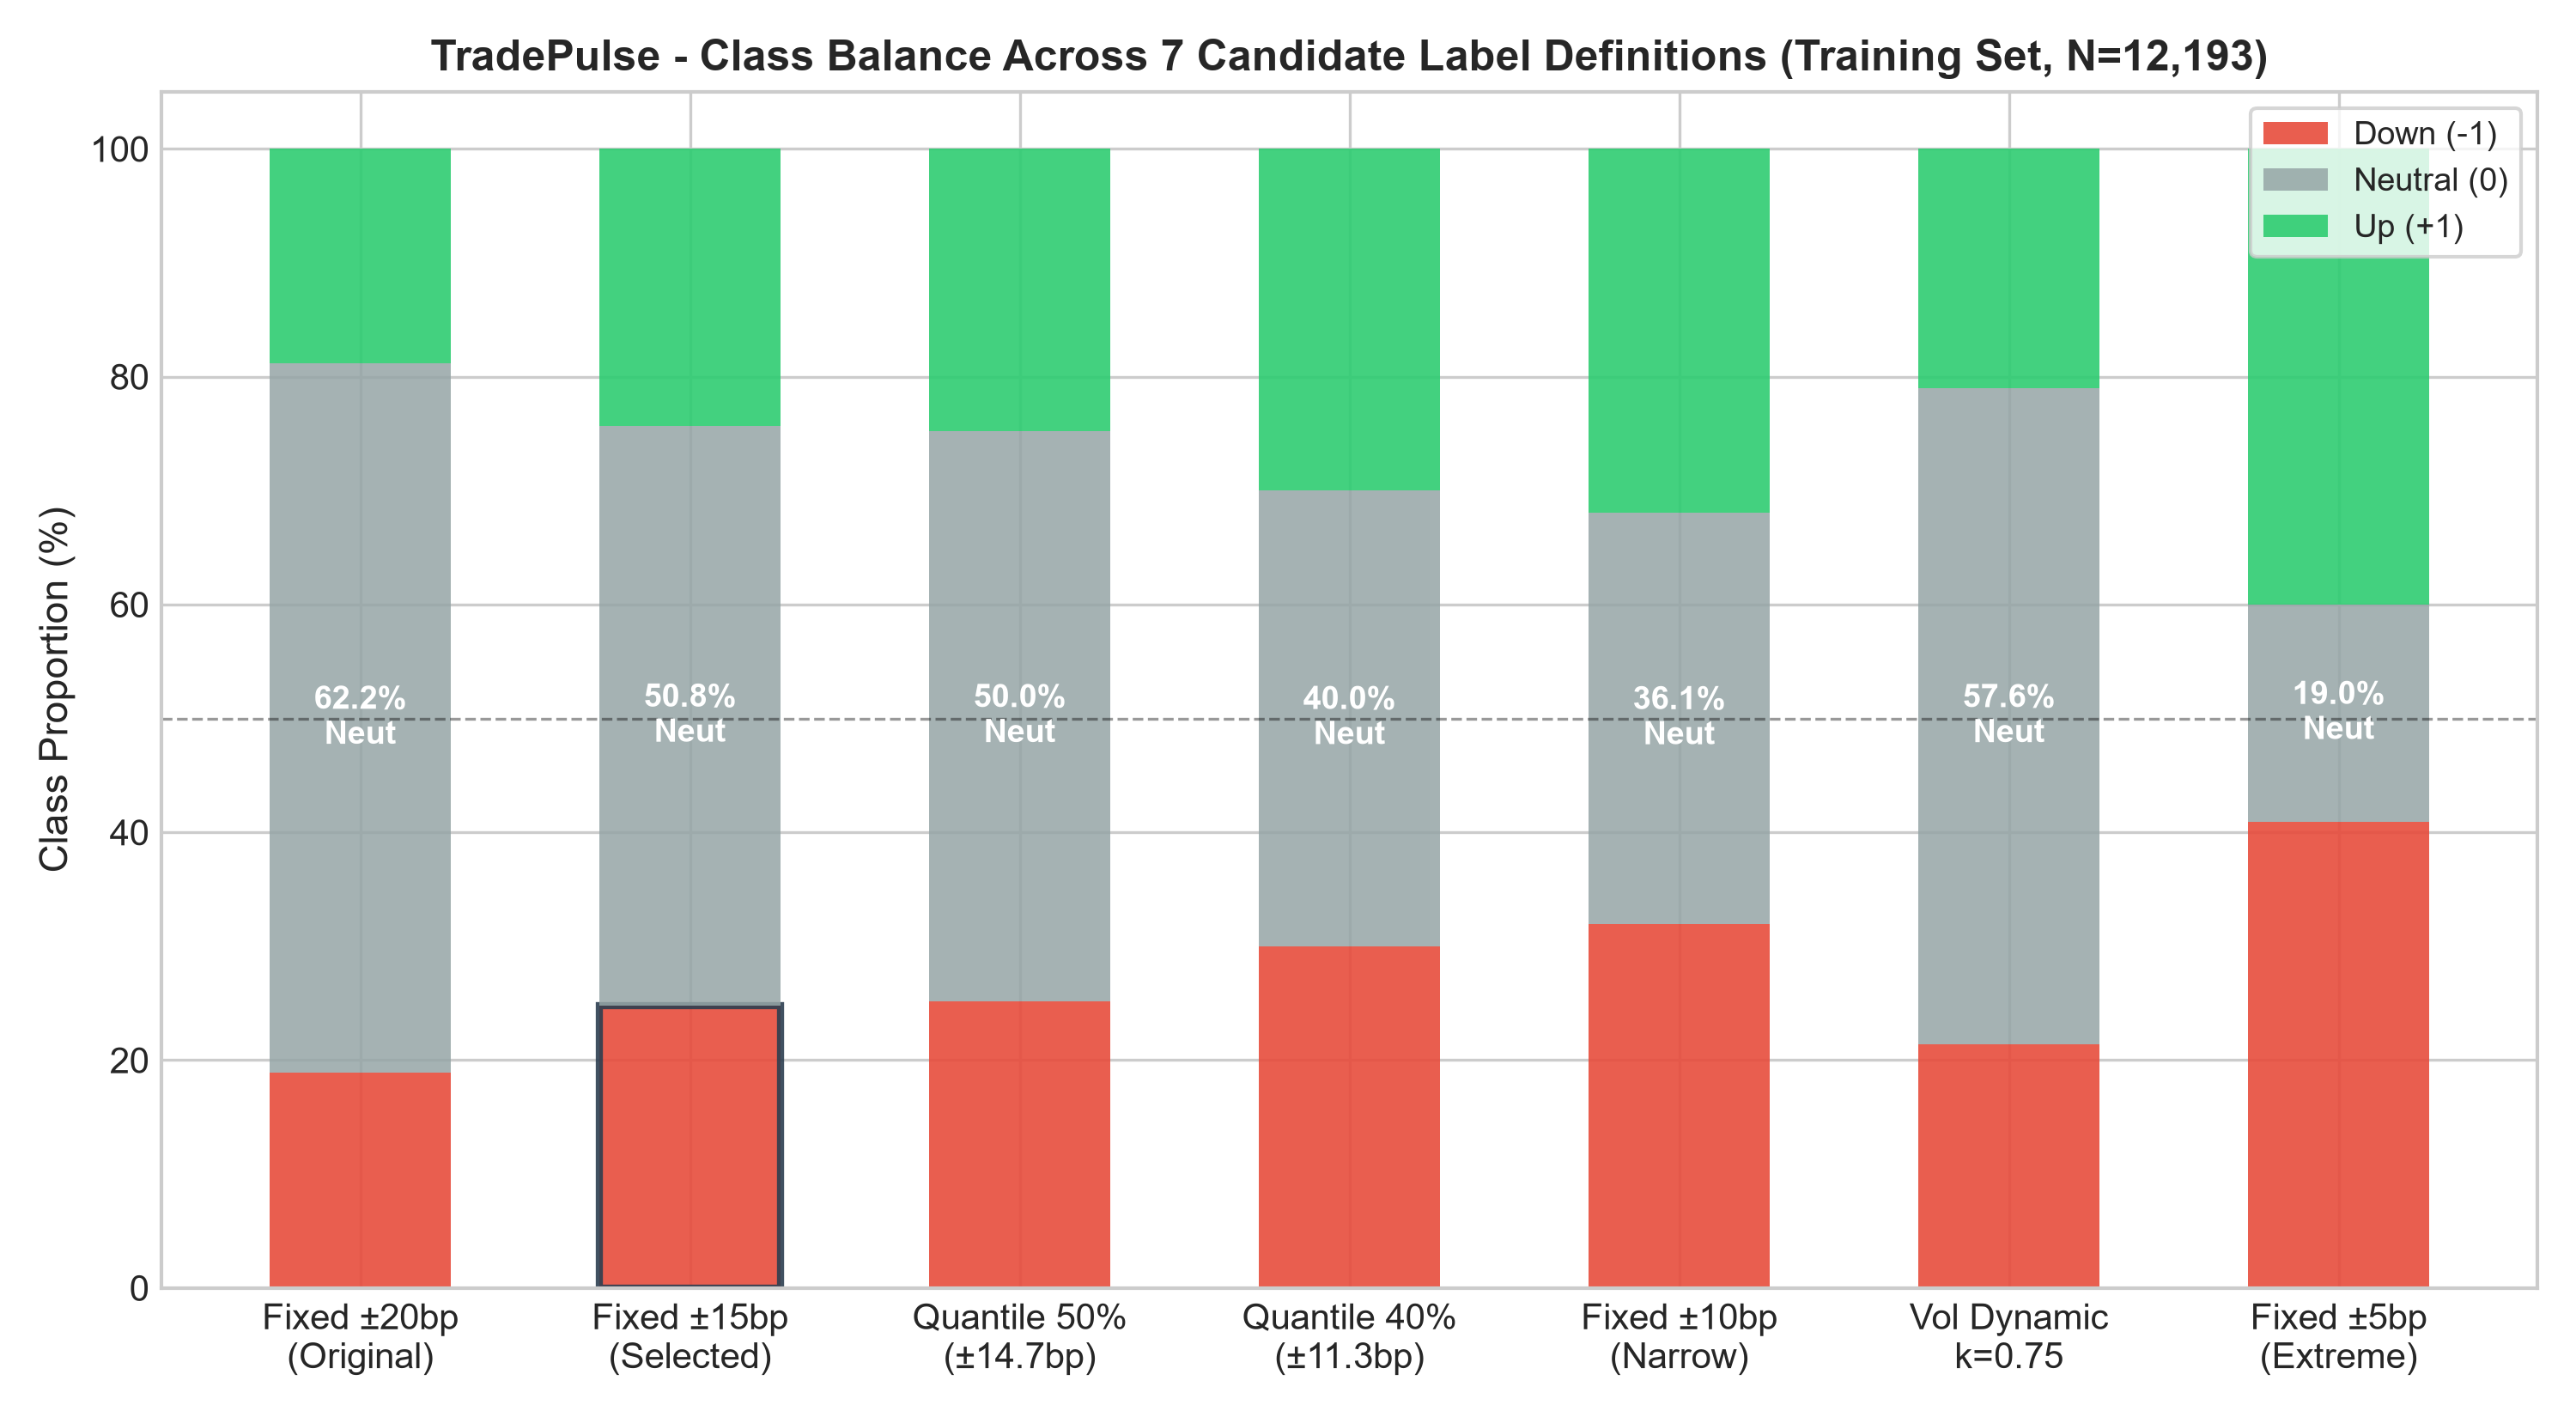 TradePulse - Class Balance Across 7 Candidate Label Definitions (Training Set, N=12,193)
Down (-1)
Neutral (0)
Up (+1)
Class Proportion (%)
100
80
60
40
20
0
62.2%
Neut
50.8%
Neut
50.0%
Neut
40.0%
Neut
36.1%
Neut
57.6%
Neut
19.0%
Neut
Fixed ±20bp
(Original)
Fixed ±15bp
(Selected)
Quantile 50%
(±14.7bp)
Quantile 40%
(±11.3bp)
Fixed ±10bp
(Narrow)
Vol Dynamic
k=0.75
Fixed ±5bp
(Extreme)